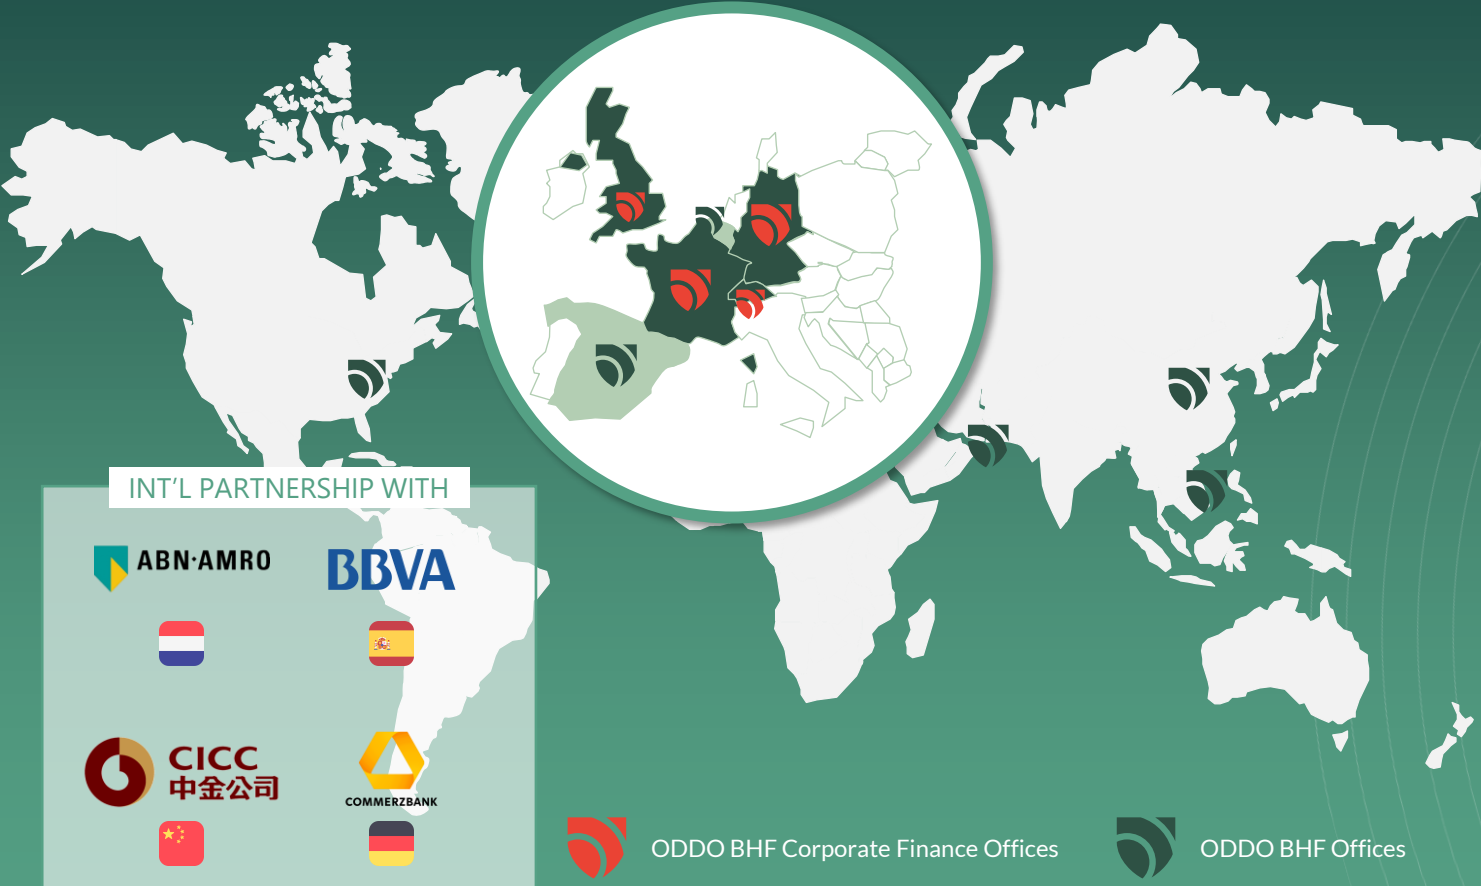 INT'L PARTNERSHIP WITH
ABN·AMRO
BBVA
CICC
中金公司
COMMERZBANK
ODDO BHF Corporate Finance Offices
ODDO BHF Offices